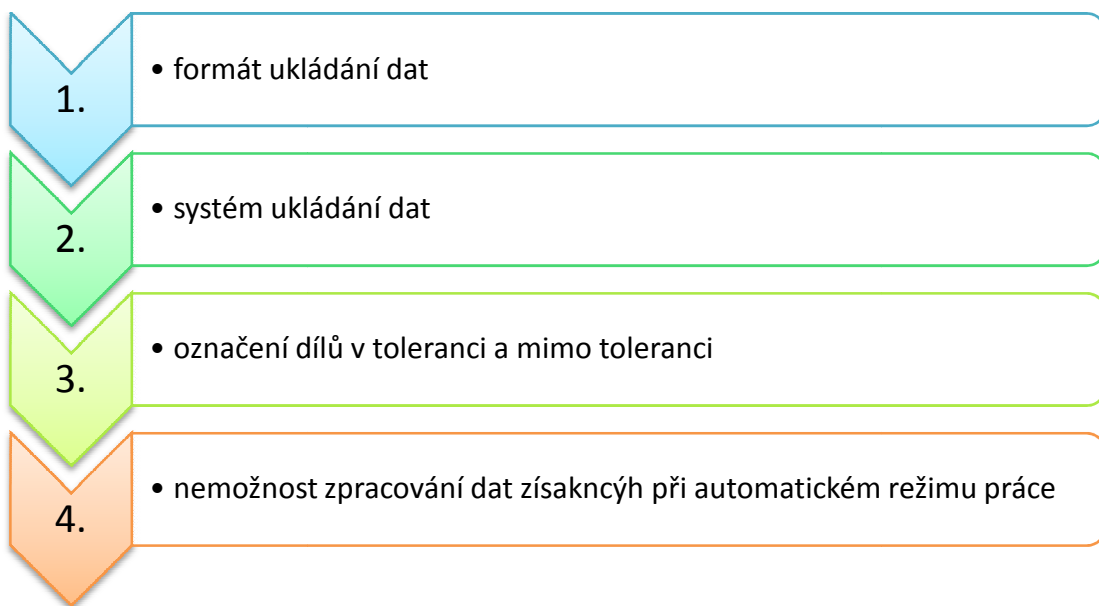 1.
• formát ukládání dat
2.
• systém ukládání dat
3.
• označení dílů v toleranci a mimo toleranci
4.
• nemožnost zpracování dat zísakncýh při automatickém režimu práce